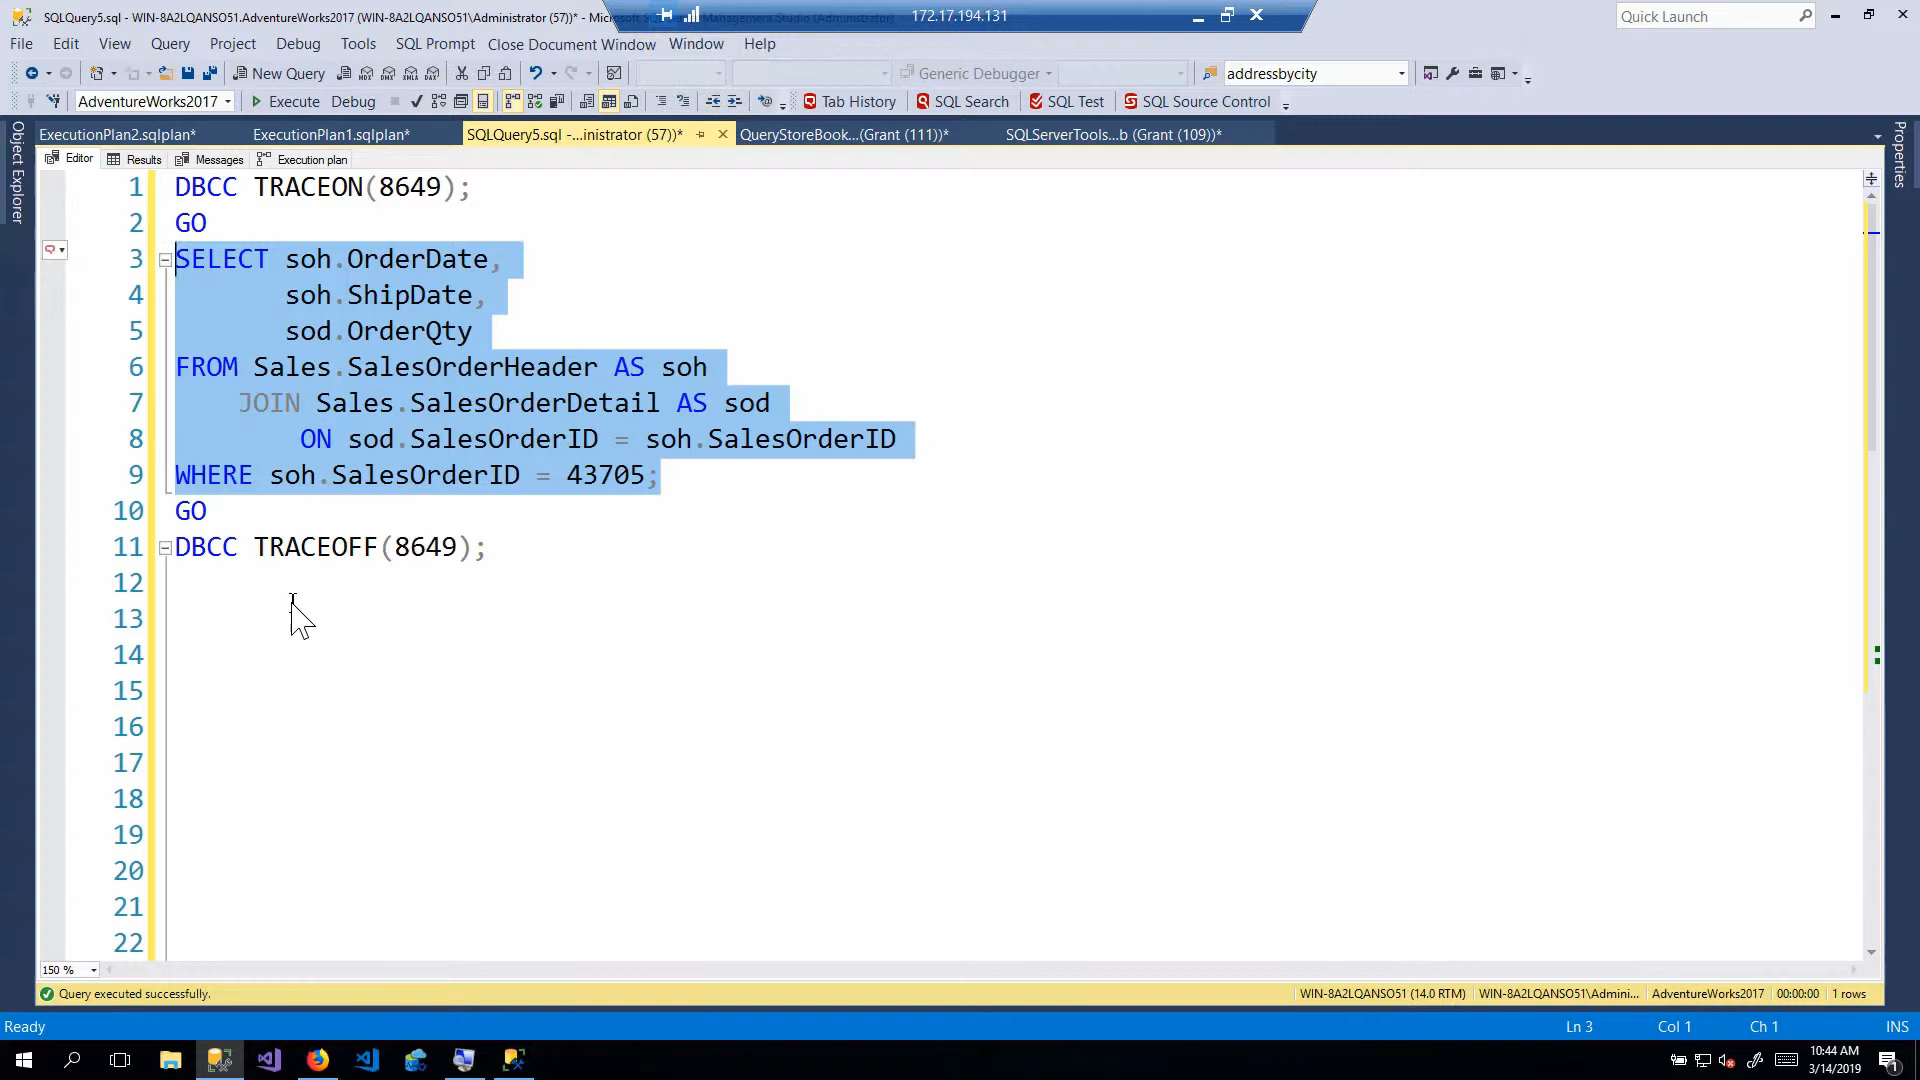 SQLQuery5.sql - WIN-8A2LQANSO51.AdventureWorks2017 (WIN-8A2LQANSO51\Administrator (57))* - Microsoft SQL Server Management Studio (Administrator)
172.17.194.131
Quick Launch
File Edit View Query Project Debug Tools SQL Prompt Close Document Window Window Help
New Query
Generic Debugger
addressbycity
AdventureWorks2017 Execute Debug Tab History SQL Search SQL Test SQL Source Control
Object Explorer
ExecutionPlan2.sqlplan* ExecutionPlan1.sqlplan* SQLQuery5.sql -...inistrator (57))* QueryStoreBook...(Grant (111))* SQLServerTools...b (Grant (109))*
Properties
Editor Results Messages Execution plan
1 DBCC TRACEON(8649);
2 GO
3 SELECT soh.OrderDate,
4 soh.ShipDate,
5 sod.OrderQty
6 FROM Sales.SalesOrderHeader AS soh
7 JOIN Sales.SalesOrderDetail AS sod
8 ON sod.SalesOrderID = soh.SalesOrderID
9 WHERE soh.SalesOrderID = 43705;
10 GO
11 DBCC TRACEOFF(8649);
12
13
14
15
16
17
18
19
20
21
22
150 %
Query executed successfully. WIN-8A2LQANSO51 (14.0 RTM) WIN-8A2LQANSO51\Admini... AdventureWorks2017 00:00:00 1 rows
Ready Ln 3 Col 1 Ch 1 INS
10:44 AM
3/14/2019
1